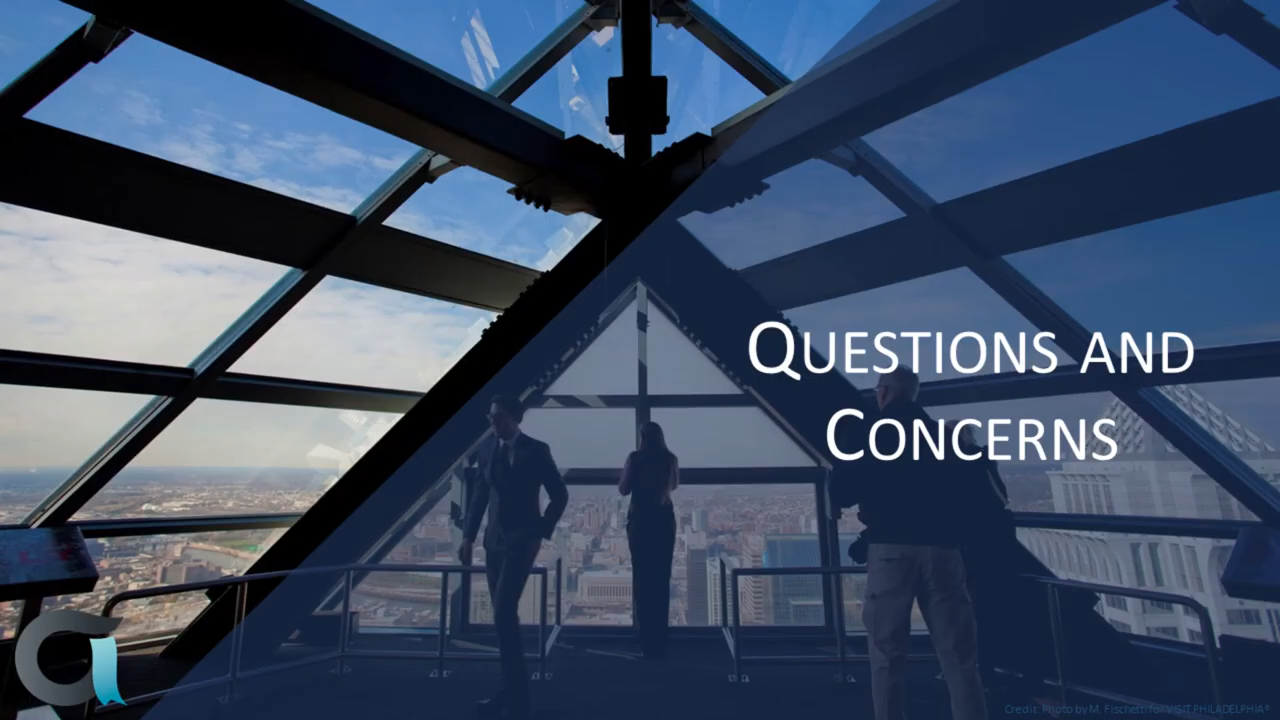 Questions and
Concerns
Credit: Photo by M. Fischetti for VISIT PHILADELPHIA®